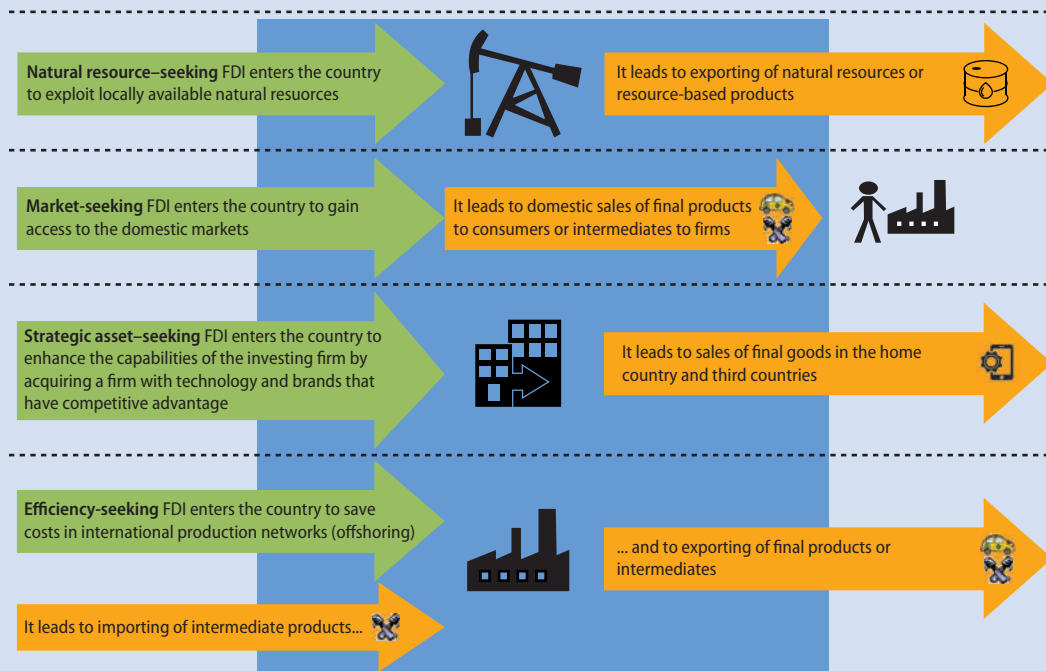 Natural resource–seeking FDI enters the country
to exploit locally available natural resuorces
It leads to exporting of natural resources or
resource-based products
Market-seeking FDI enters the country to gain
access to the domestic markets
It leads to domestic sales of final products
to consumers or intermediates to firms
Strategic asset–seeking FDI enters the country to
enhance the capabilities of the investing firm by
acquiring a firm with technology and brands that
have competitive advantage
It leads to sales of final goods in the home
country and third countries
Efficiency-seeking FDI enters the country to save
costs in international production networks (offshoring)
It leads to importing of intermediate products...
... and to exporting of final products or
intermediates